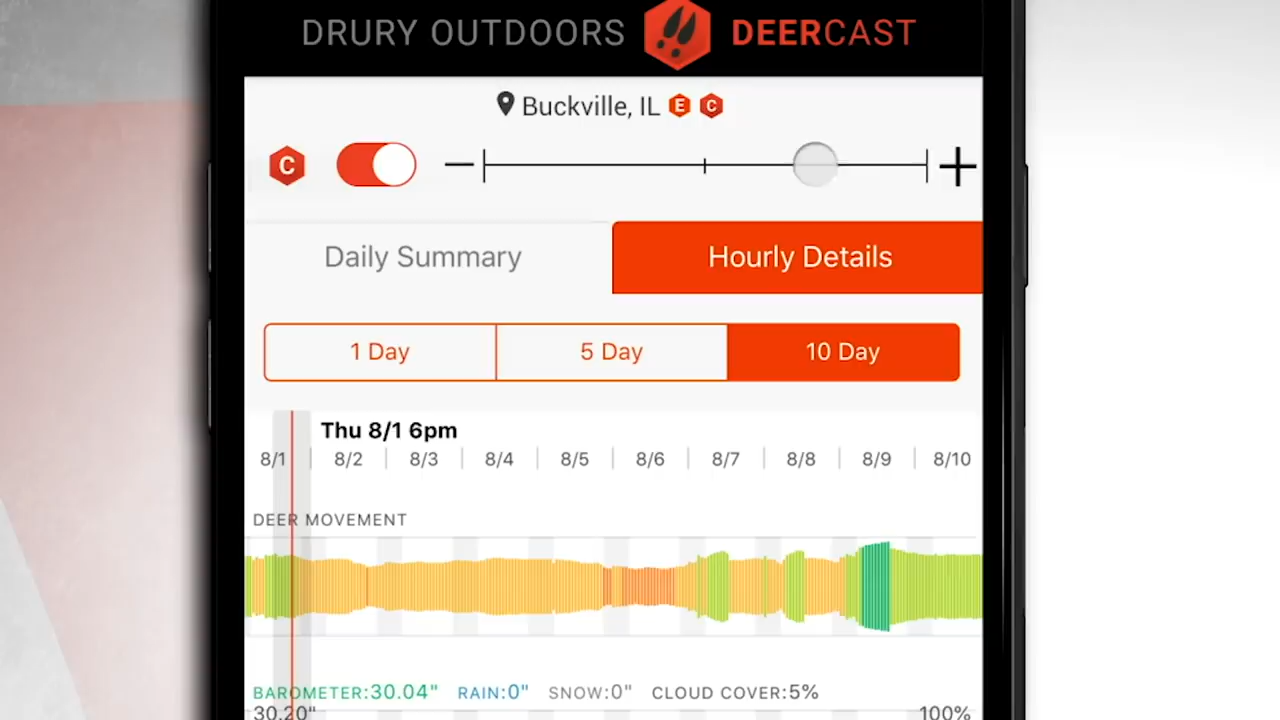 DRURY OUTDOORS DEERCAST
Buckville, IL E C
C
Daily Summary Hourly Details
1 Day 5 Day 10 Day
Thu 8/1 6pm
8/1 8/2 8/3 8/4 8/5 8/6 8/7 8/8 8/9 8/10
DEER MOVEMENT
BAROMETER:30.04" RAIN:0" SNOW:0" CLOUD COVER:5%
30.20" 100%